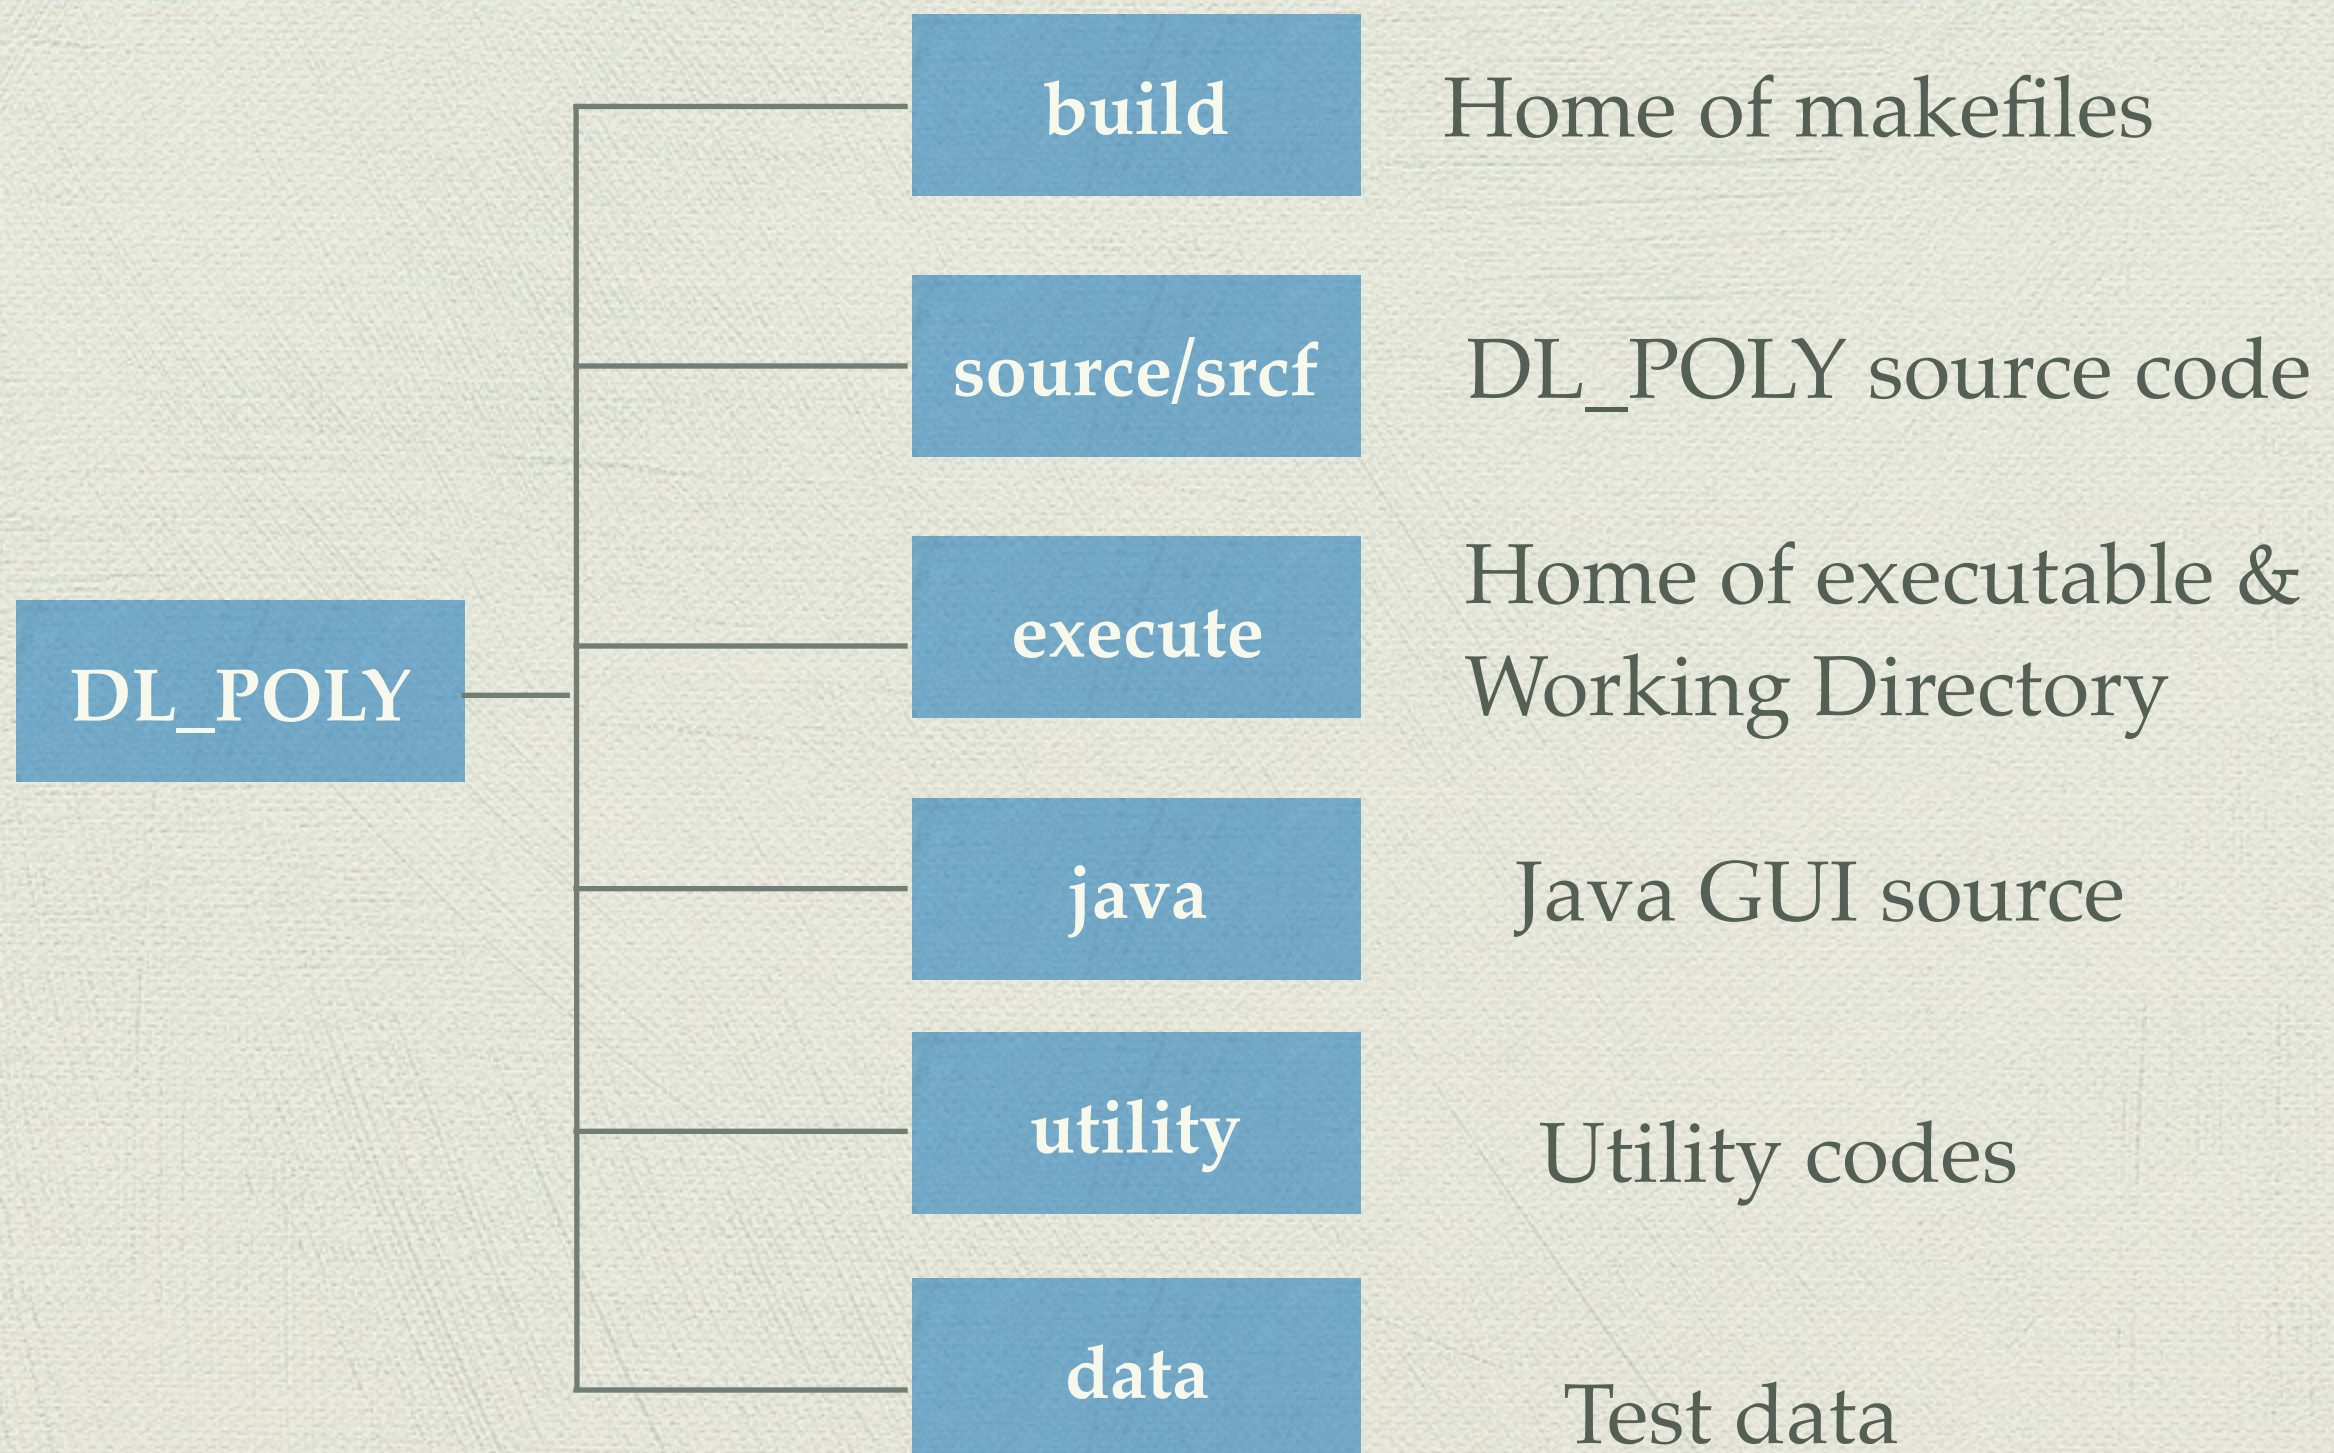 build
Home of makefiles
source/srcf
DL_POLY source code
execute
Home of executable &
Working Directory
DL_POLY
java
Java GUI source
utility
Utility codes
data
Test data